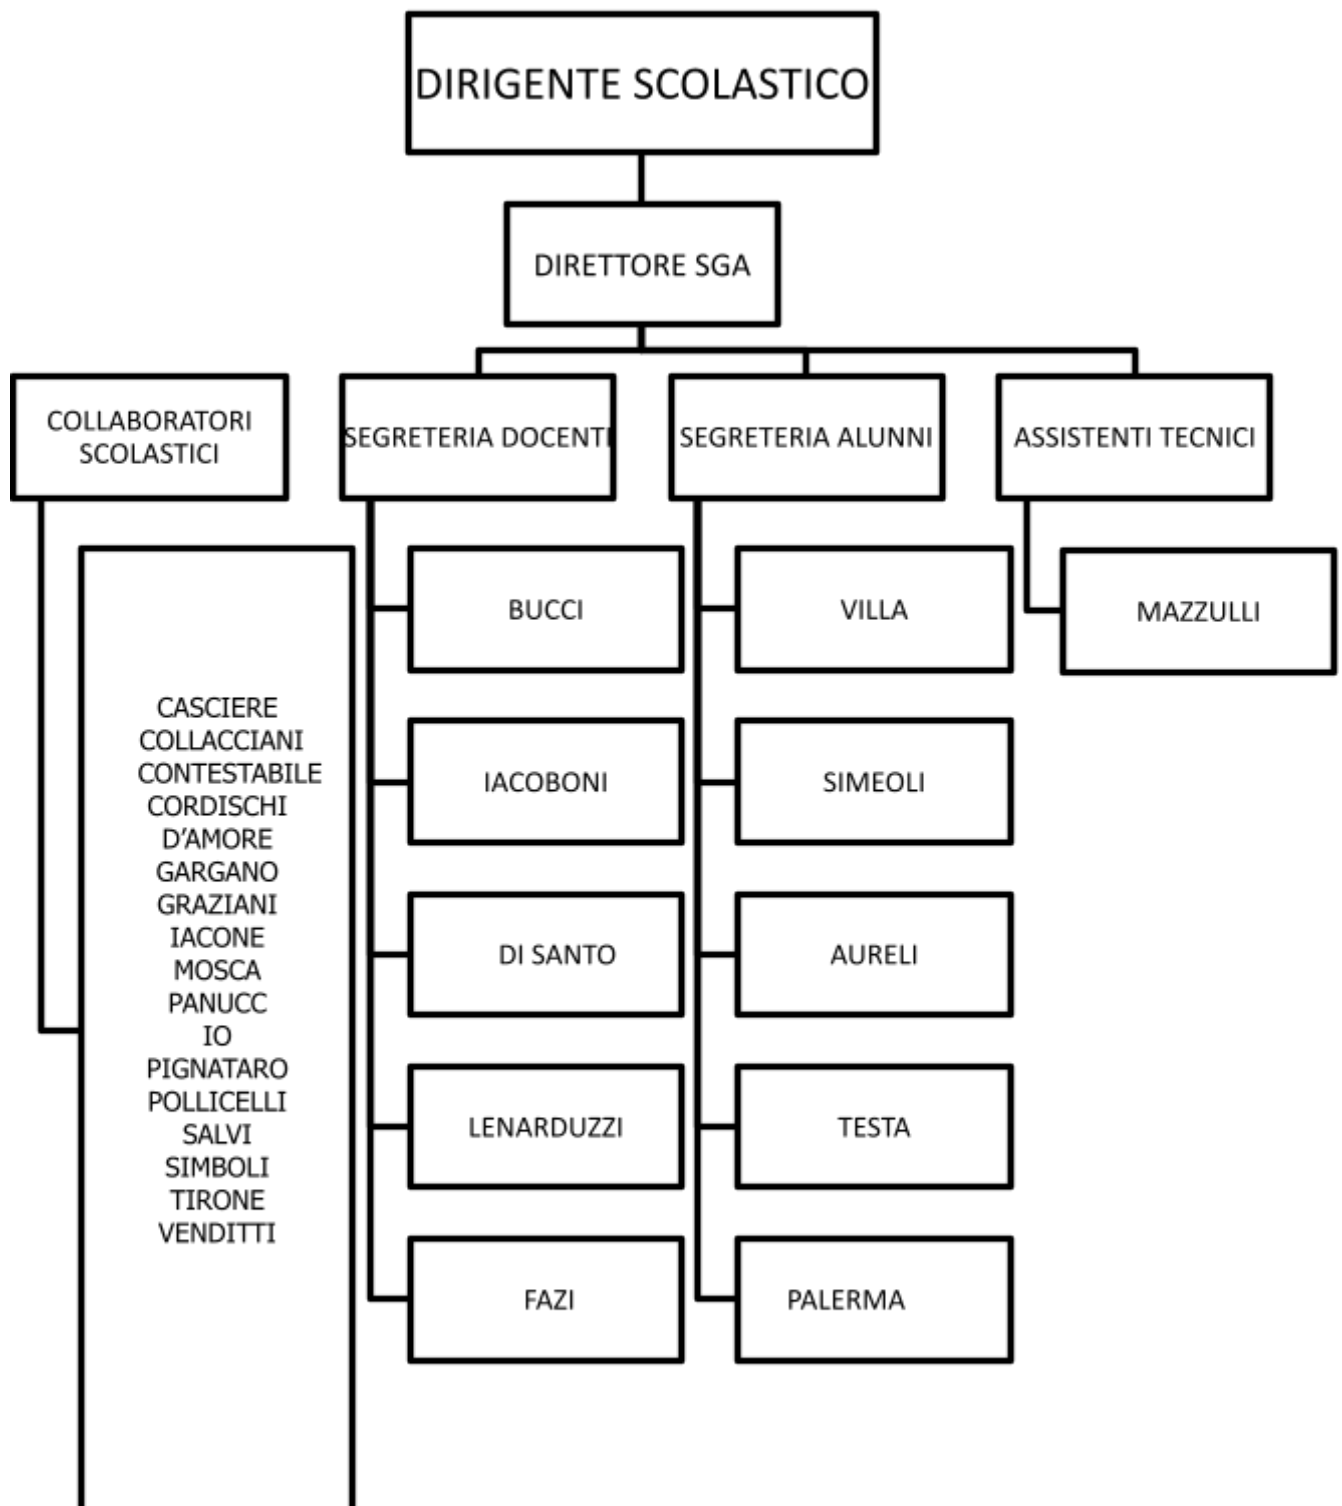 DIRIGENTE SCOLASTICO
DIRETTORE SGA
COLLABORATORI
SCOLASTICI
SEGRETERIA DOCENTI
SEGRETERIA ALUNNI
ASSISTENTI TECNICI
CASCIERE
COLLACCIANI
CONTESTABILE
CORDISCHI
D’AMORE
GARGANO
GRAZIANI
IACONE
MOSCA
PANUCC
IO
PIGNATARO
POLLICELLI
SALVI
SIMBOLI
TIRONE
VENDITTI
BUCCI
IACOBONI
DI SANTO
LENARDUZZI
FAZI
VILLA
SIMEOLI
AURELI
TESTA
PALERMA
MAZZULLI